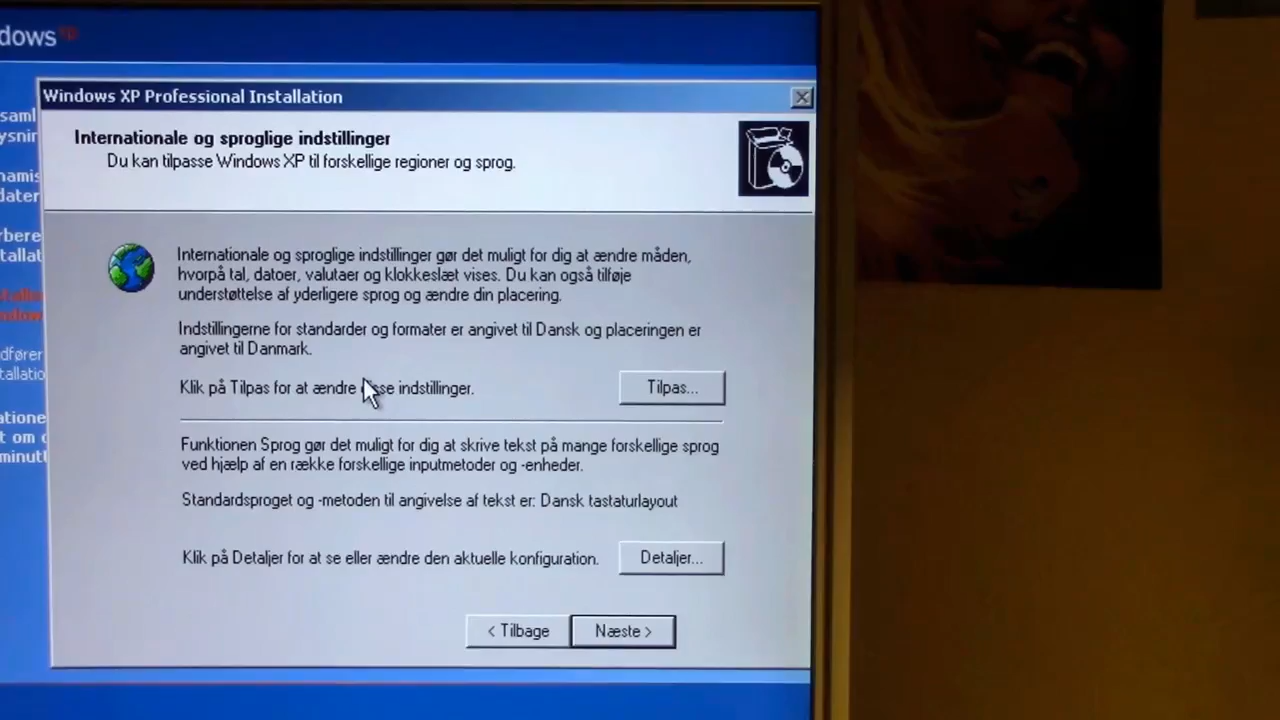 dows xp
Windows XP Professional Installation
Internationale og sproglige indstillinger
Du kan tilpasse Windows XP til forskellige regioner og sprog.
Internationale og sproglige indstillinger gør det muligt for dig at ændre måden,
hvorpå tal, datoer, valutaer og klokkeslæt vises. Du kan også tilføje
understøttelse af yderligere sprog og ændre din placering.
Indstillingerne for standarder og formater er angivet til Dansk og placeringen er
angivet til Danmark.
Klik på Tilpas for at ændre disse indstillinger.
Tilpas...
Funktionen Sprog gør det muligt for dig at skrive tekst på mange forskellige sprog
ved hjælp af en række forskellige inputmetoder og -enheder.
Standardsproget og -metoden til angivelse af tekst er: Dansk tastaturlayout
Klik på Detaljer for at se eller ændre den aktuelle konfiguration.
Detaljer...
< Tilbage
Næste >